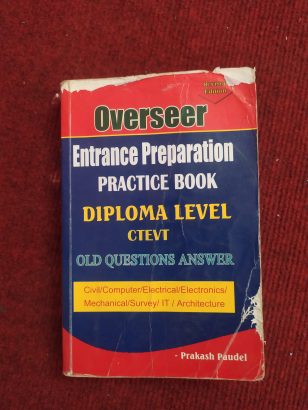 Revised
Edition
Overseer
Entrance Preparation
PRACTICE BOOK
DIPLOMA LEVEL
CTEVT
OLD QUESTIONS ANSWER
Civil/Computer/Electrical/Electronics/
Mechanical/Survey/ IT / Architecture
- Prakash Paudel